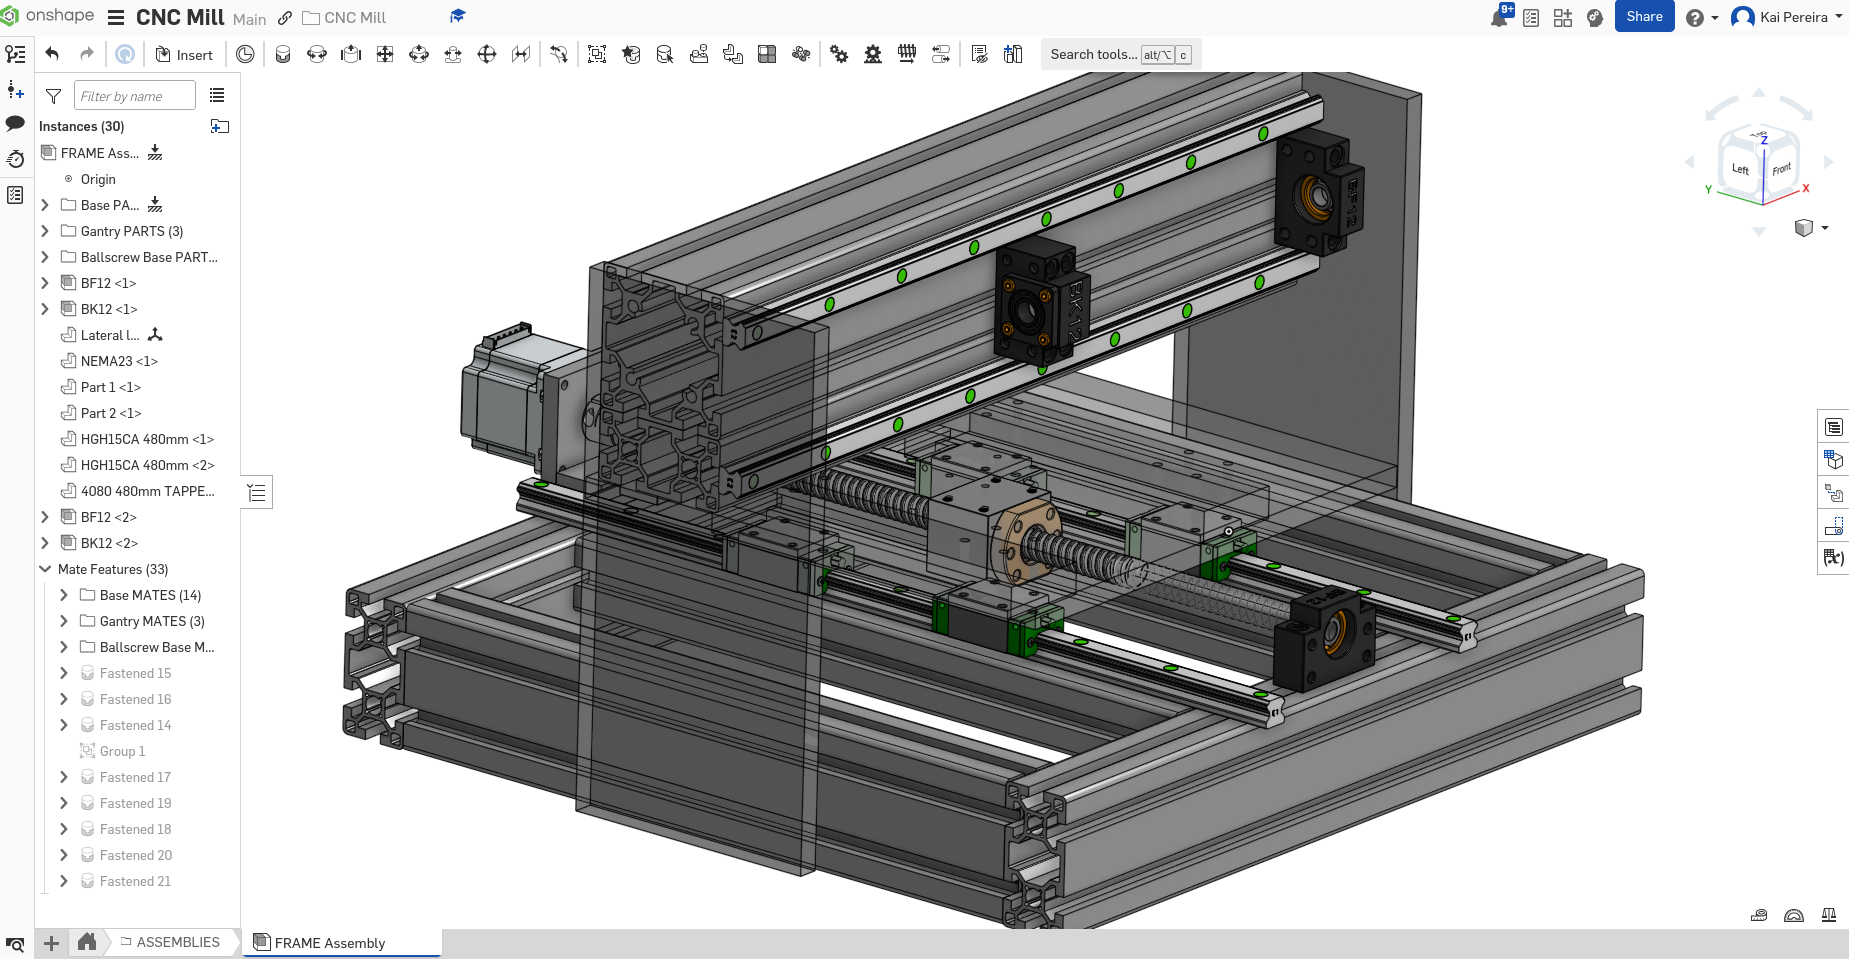 onshape
CNC Mill Main CNC Mill
9+
Share
Kai Pereira
Insert
Search tools... alt/⌥ c
Filter by name
Instances (30)
FRAME Ass...
Origin
Base PA...
Gantry PARTS (3)
Ballscrew Base PART...
BF12 <1>
BK12 <1>
Lateral l...
NEMA23 <1>
Part 1 <1>
Part 2 <1>
HGH15CA 480mm <1>
HGH15CA 480mm <2>
4080 480mm TAPPE...
BF12 <2>
BK12 <2>
Mate Features (33)
Base MATES (14)
Gantry MATES (3)
Ballscrew Base M...
Fastened 15
Fastened 16
Fastened 14
Group 1
Fastened 17
Fastened 19
Fastened 18
Fastened 20
Fastened 21
BF12
BK12
BF12
Top
Z
Left
Front
Y
X
(x)
ASSEMBLIES
FRAME Assembly